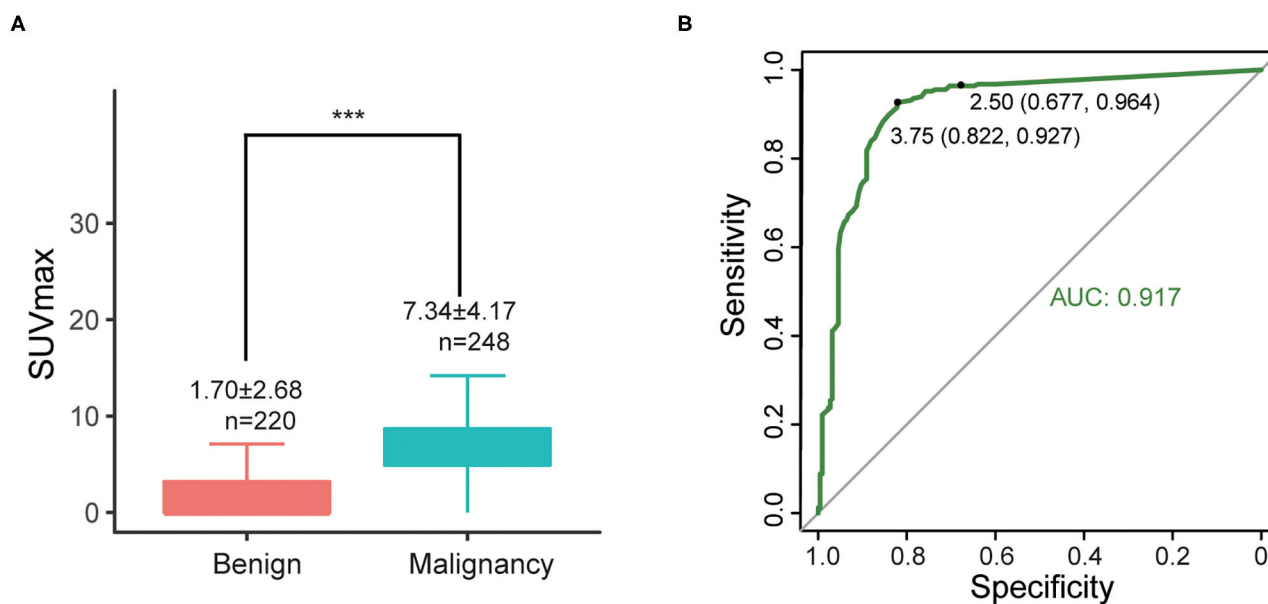 A
***
SUVmax
30
20
10
0
7.34±4.17
n=248
1.70±2.68
n=220
Benign
Malignancy
B
Sensitivity
1.0
0.8
0.6
0.4
0.2
0.0
2.50 (0.677, 0.964)
3.75 (0.822, 0.927)
AUC: 0.917
1.0 0.8 0.6 0.4 0.2 0
Specificity